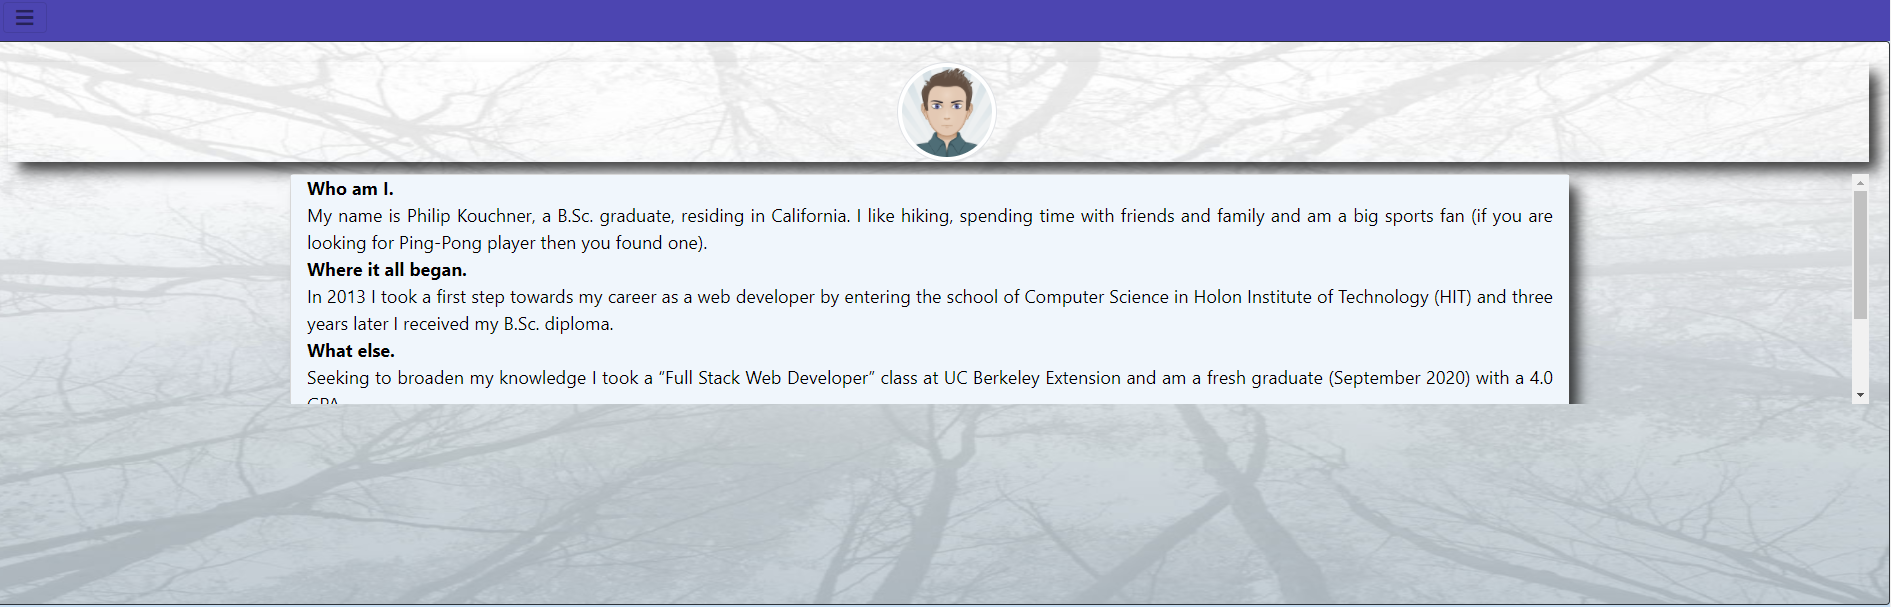 Who am I.
My name is Philip Kouchner, a B.Sc. graduate, residing in California. I like hiking, spending time with friends and family and am a big sports fan (if you are
looking for Ping-Pong player then you found one).
Where it all began.
In 2013 I took a first step towards my career as a web developer by entering the school of Computer Science in Holon Institute of Technology (HIT) and three
years later I received my B.Sc. diploma.
What else.
Seeking to broaden my knowledge I took a “Full Stack Web Developer” class at UC Berkeley Extension and am a fresh graduate (September 2020) with a 4.0
GPA